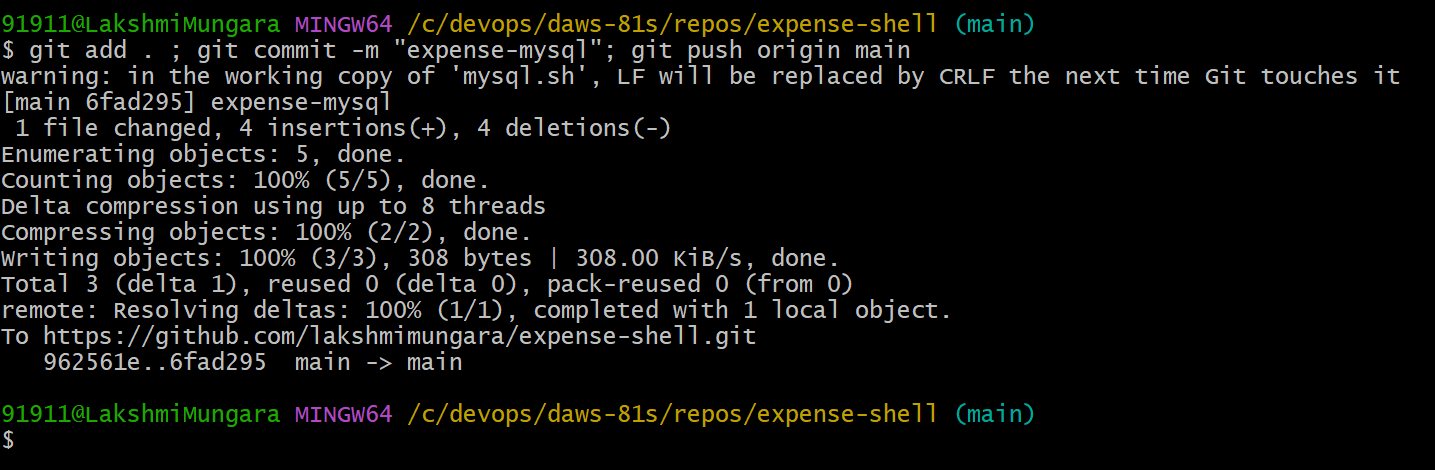 91911@LakshmiMungara MINGW64 /c/devops/daws-81s/repos/expense-shell (main)
$ git add . ; git commit -m "expense-mysql"; git push origin main
warning: in the working copy of 'mysql.sh', LF will be replaced by CRLF the next time Git touches it
[main 6fad295] expense-mysql
 1 file changed, 4 insertions(+), 4 deletions(-)
Enumerating objects: 5, done.
Counting objects: 100% (5/5), done.
Delta compression using up to 8 threads
Compressing objects: 100% (2/2), done.
Writing objects: 100% (3/3), 308 bytes | 308.00 KiB/s, done.
Total 3 (delta 1), reused 0 (delta 0), pack-reused 0 (from 0)
remote: Resolving deltas: 100% (1/1), completed with 1 local object.
To https://github.com/lakshmimungara/expense-shell.git
   962561e..6fad295  main -> main

91911@LakshmiMungara MINGW64 /c/devops/daws-81s/repos/expense-shell (main)
$